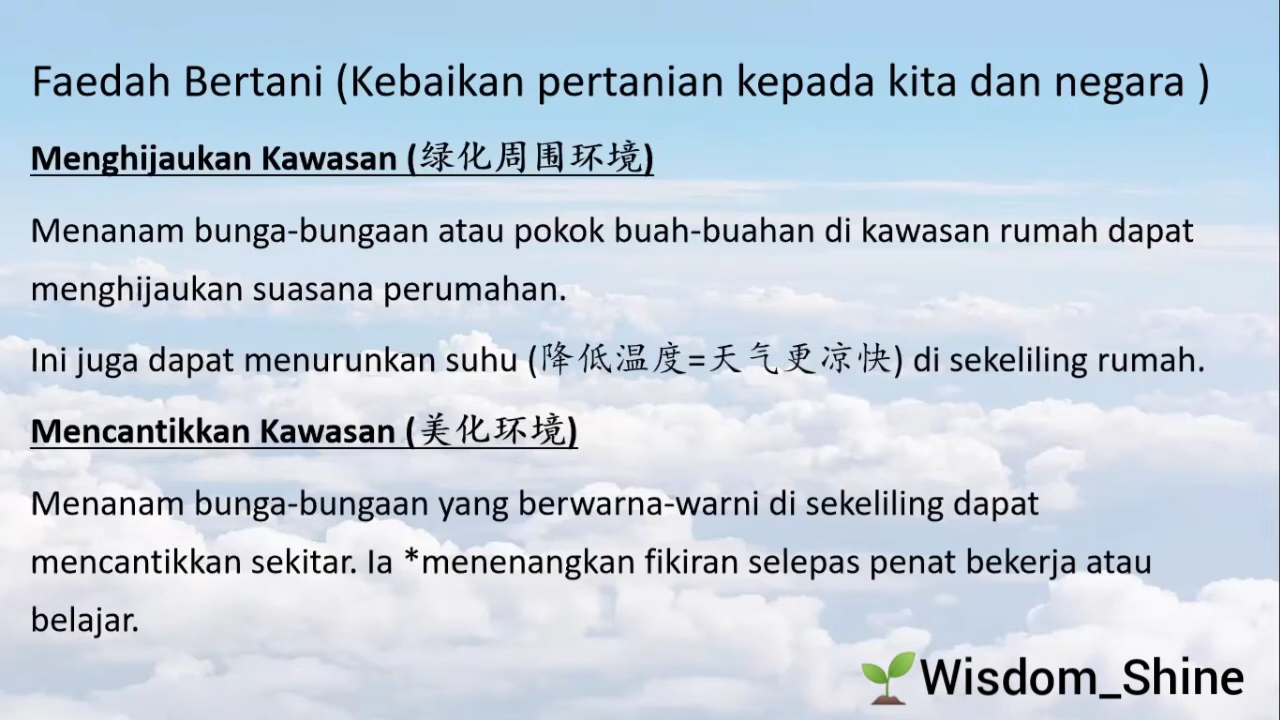 Faedah Bertani (Kebaikan pertanian kepada kita dan negara )
Menghijaukan Kawasan (绿化周围环境)
Menanam bunga-bungaan atau pokok buah-buahan di kawasan rumah dapat
menghijaukan suasana perumahan.
Ini juga dapat menurunkan suhu (降低温度=天气更凉快) di sekeliling rumah.
Mencantikkan Kawasan (美化环境)
Menanam bunga-bungaan yang berwarna-warni di sekeliling dapat
mencantikkan sekitar. Ia *menenangkan fikiran selepas penat bekerja atau
belajar.
Wisdom_Shine